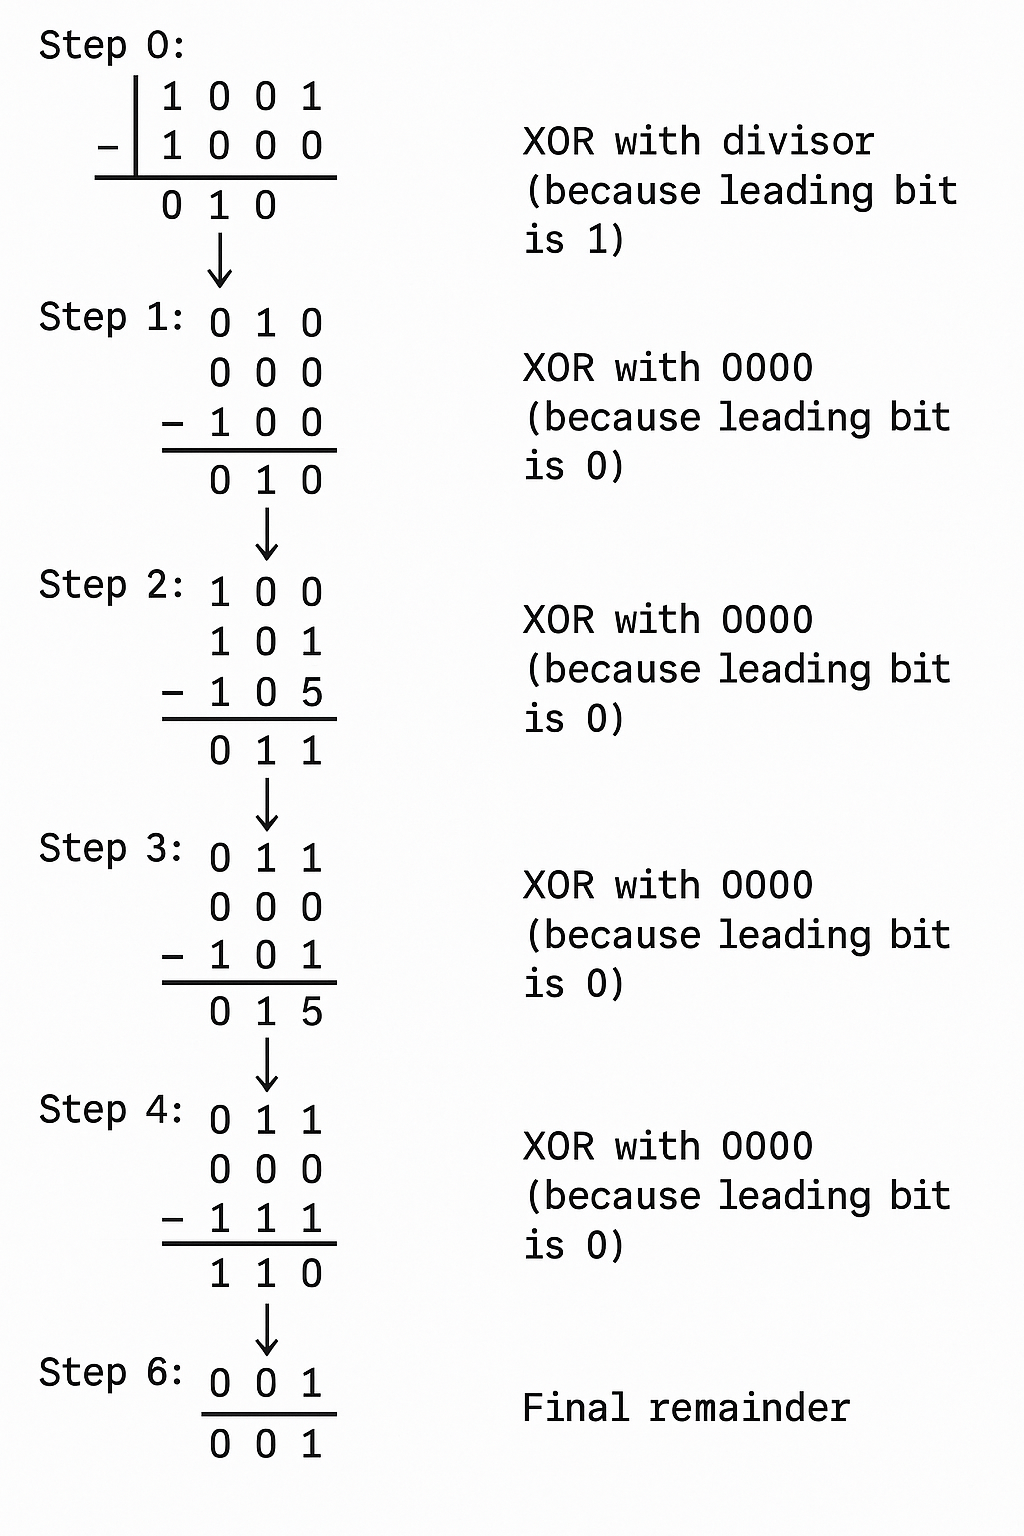 Step 0:
1 0 0 1
– 1 0 0 0
XOR with divisor
(because leading bit
is 1)
0 1 0
Step 1: 0 1 0
0 0 0
– 1 0 0
0 1 0
XOR with 0000
(because leading bit
is 0)
Step 2: 1 0 0
1 0 1
– 1 0 5
0 1 1
XOR with 0000
(because leading bit
is 0)
Step 3: 0 1 1
0 0 0
– 1 0 1
0 1 5
XOR with 0000
(because leading bit
is 0)
Step 4: 0 1 1
0 0 0
– 1 1 1
1 1 0
XOR with 0000
(because leading bit
is 0)
Step 6: 0 0 1
0 0 1
Final remainder